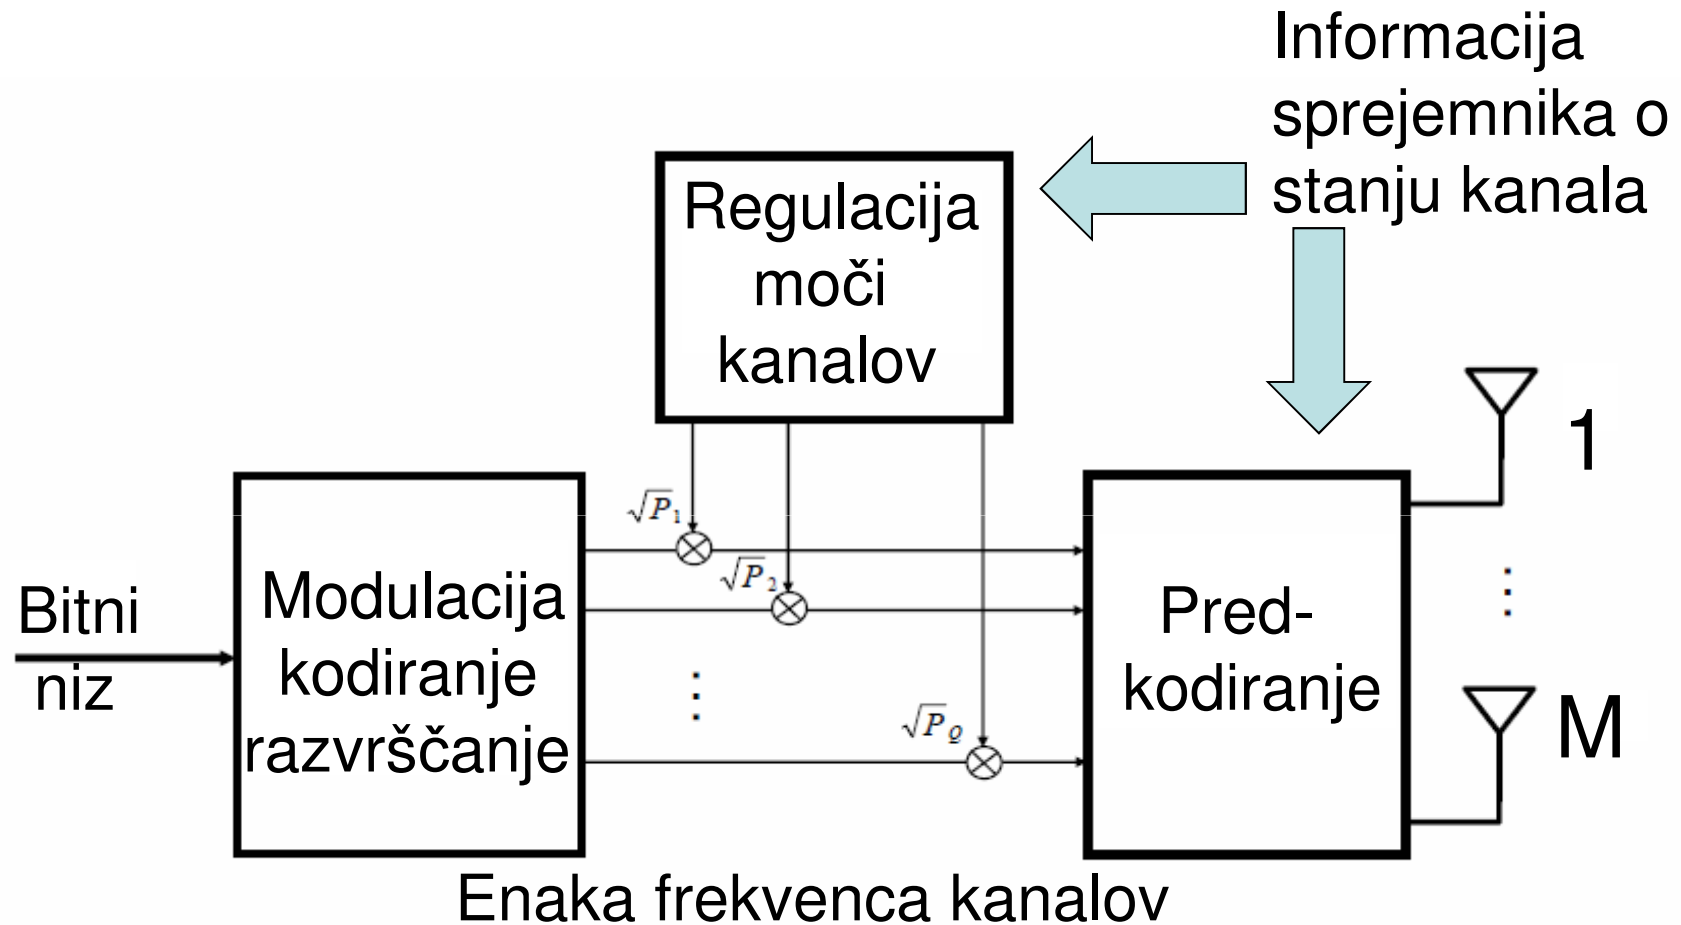 Informacija
sprejemnika o
stanju kanala
Regulacija
moči
kanalov
1
√P1
√P2
Bitni
niz
Modulacija
kodiranje
razvrščanje
Pred-
kodiranje
⋮
⋮
√PQ
M
Enaka frekvenca kanalov